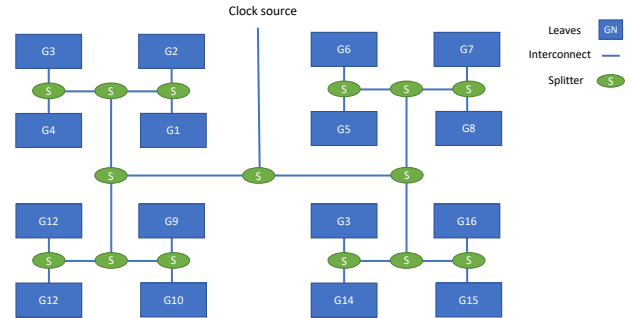 Clock source
Leaves GN
Interconnect
Splitter S
G3 G2 G6 G7
S S S S S S
G4 G1 G5 G8
S S S
G12 G9 G3 G16
S S S S S S
G12 G10 G14 G15